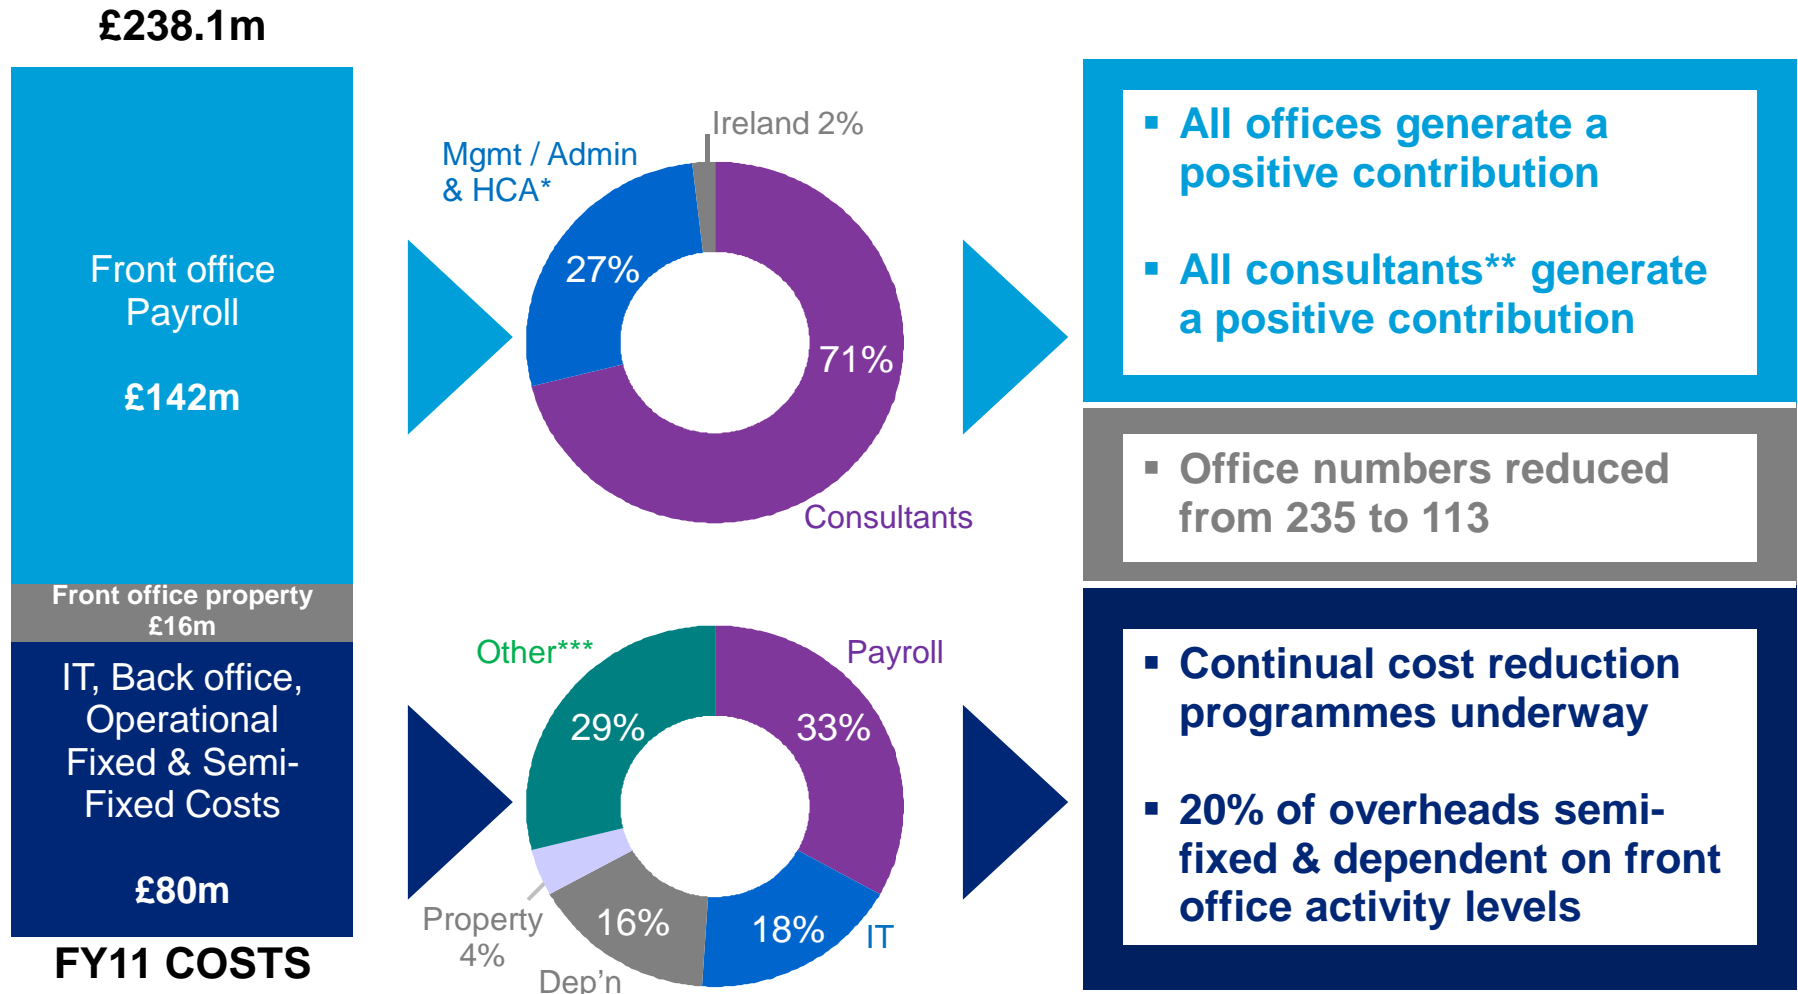 £238.1m
Front office
Payroll
£142m
Front office property
£16m
IT, Back office,
Operational
Fixed & Semi-
Fixed Costs
£80m
FY11 COSTS
Ireland 2%
Mgmt / Admin
& HCA*
27%
71%
Consultants
Other***
Payroll
29%
33%
Property
4%
16%
18%
IT
Dep'n
▪ All offices generate a
positive contribution
▪ All consultants** generate
a positive contribution
▪ Office numbers reduced
from 235 to 113
▪ Continual cost reduction
programmes underway
▪ 20% of overheads semi-
fixed & dependent on front
office activity levels